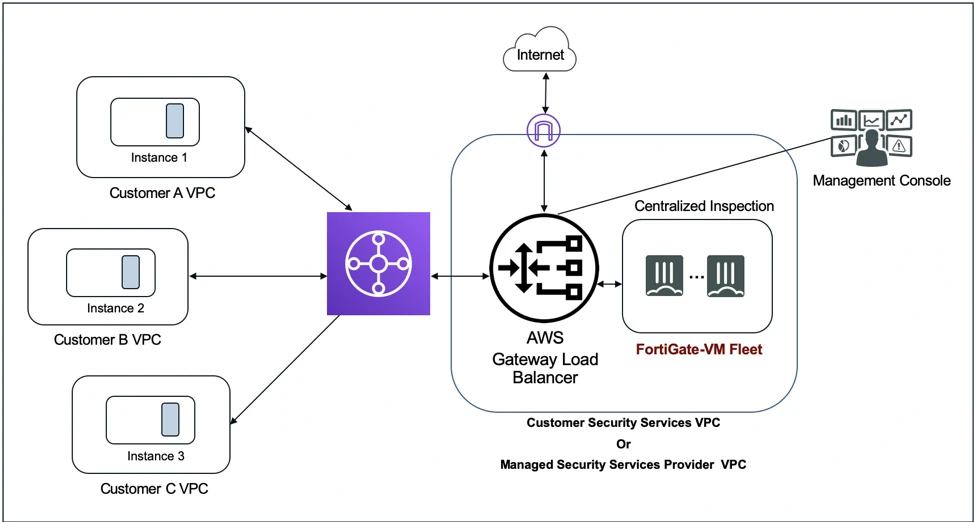 Internet
Instance 1
Customer A VPC
Management Console
Centralized Inspection
Instance 2
Customer B VPC
AWS
Gateway Load
Balancer
FortiGate-VM Fleet
Instance 3
Customer C VPC
Customer Security Services VPC
Or
Managed Security Services Provider VPC